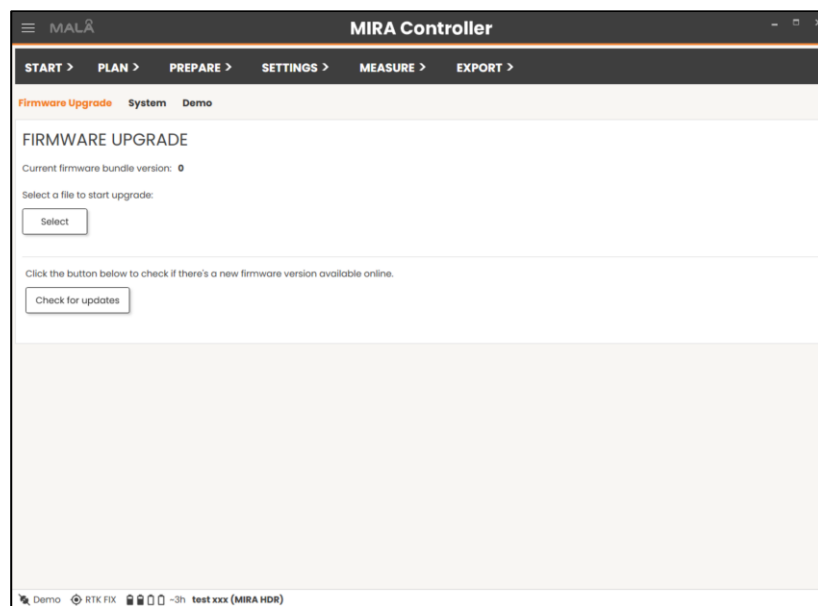 MALÅ MIRA Controller
START > PLAN > PREPARE > SETTINGS > MEASURE > EXPORT >
Firmware Upgrade System Demo
FIRMWARE UPGRADE
Current firmware bundle version: 0
Select a file to start upgrade:
Select
Click the button below to check if there's a new firmware version available online.
Check for updates
Demo RTK FIX ~3h test xxx (MIRA HDR)